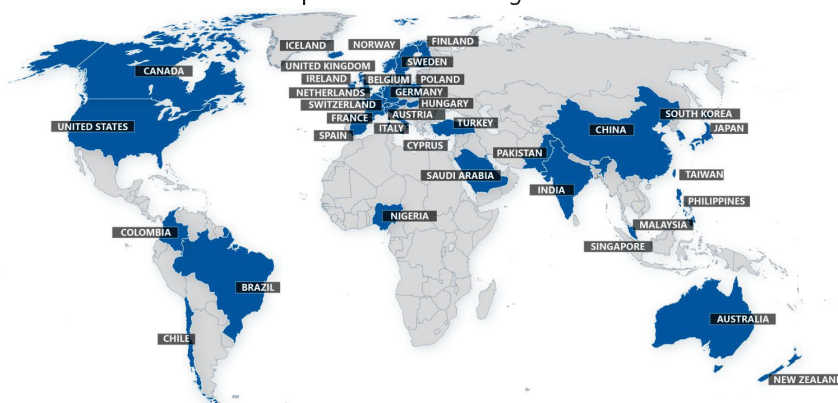 ICELAND
NORWAY
FINLAND
UNITED KINGDOM
SWEDEN
CANADA
IRELAND
BELGIUM
POLAND
NETHERLANDS
GERMANY
SWITZERLAND
HUNGARY
AUSTRIA
SOUTH KOREA
UNITED STATES
FRANCE
TURKEY
ITALY
CHINA
JAPAN
SPAIN
CYPRUS
PAKISTAN
SAUDI ARABIA
TAIWAN
INDIA
PHILIPPINES
NIGERIA
COLOMBIA
MALAYSIA
SINGAPORE
BRAZIL
AUSTRALIA
CHILE
NEW ZEALAND